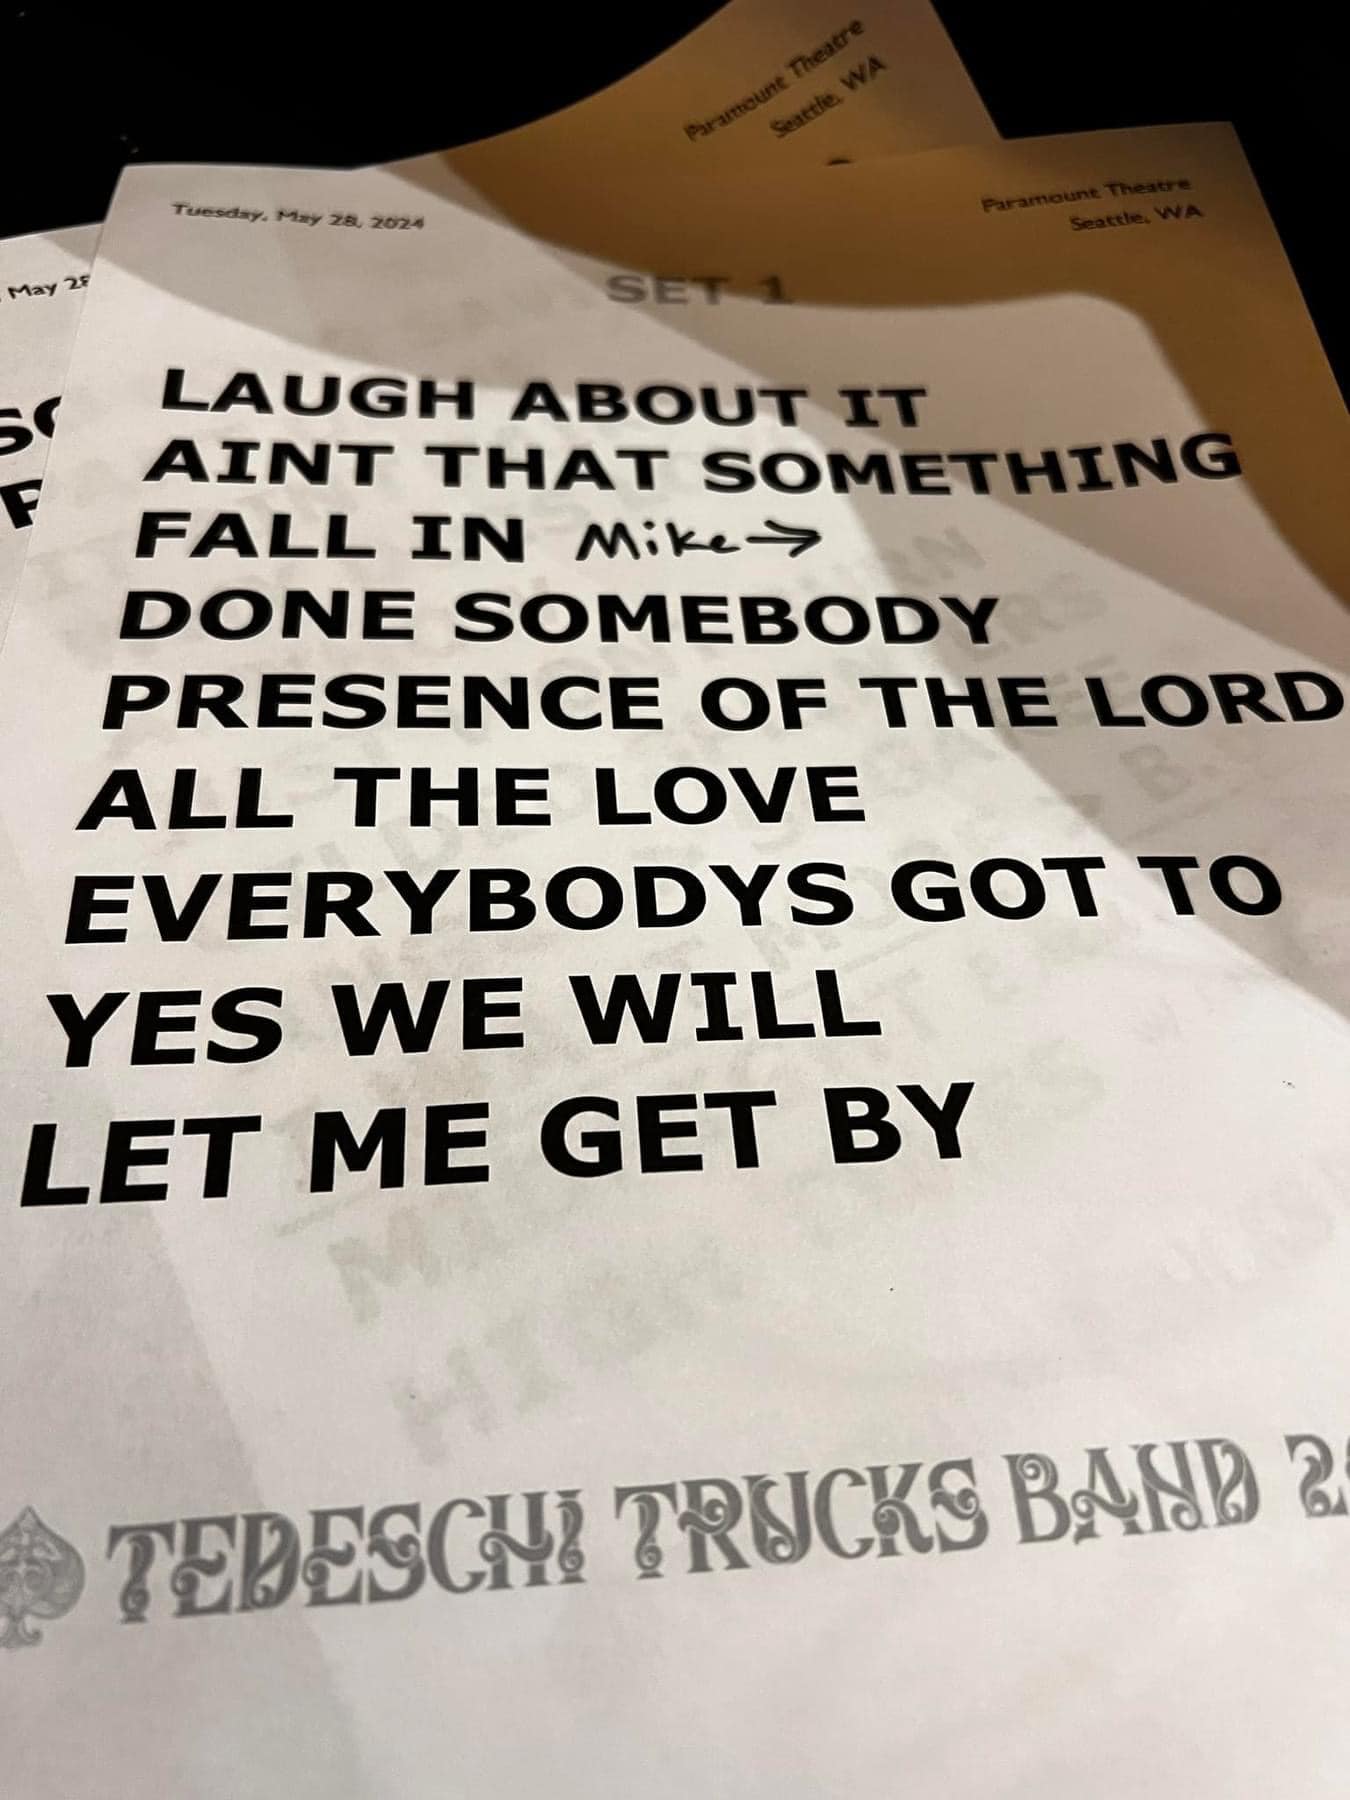 Paramount Theatre
Seattle, WA
Paramount Theatre
Seattle, WA
Tuesday, May 28, 2024
May 28
SET 1
LAUGH ABOUT IT
AINT THAT SOMETHING
FALL IN Mike→
DONE SOMEBODY
PRESENCE OF THE LORD
ALL THE LOVE
EVERYBODYS GOT TO
YES WE WILL
LET ME GET BY
TEDESCHI TRUCKS BAND